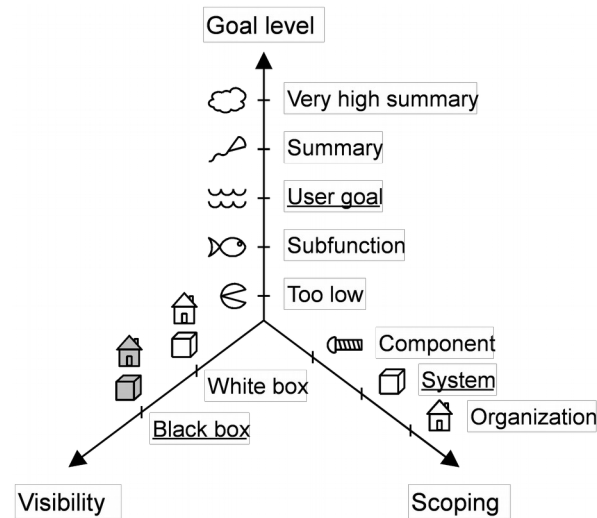 Goal level
Very high summary
Summary
User goal
Subfunction
Too low
Component
White box
System
Organization
Black box
Visibility
Scoping